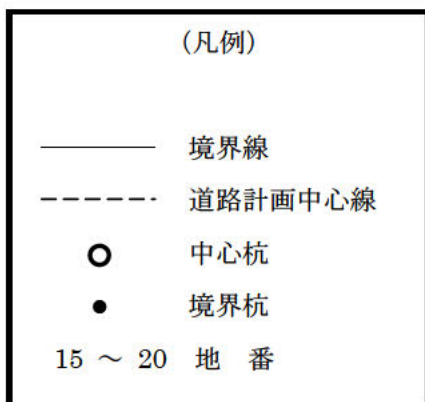 (凡例)
境界線
道路計画中心線
中心杭
境界杭
15 ～ 20 地 番